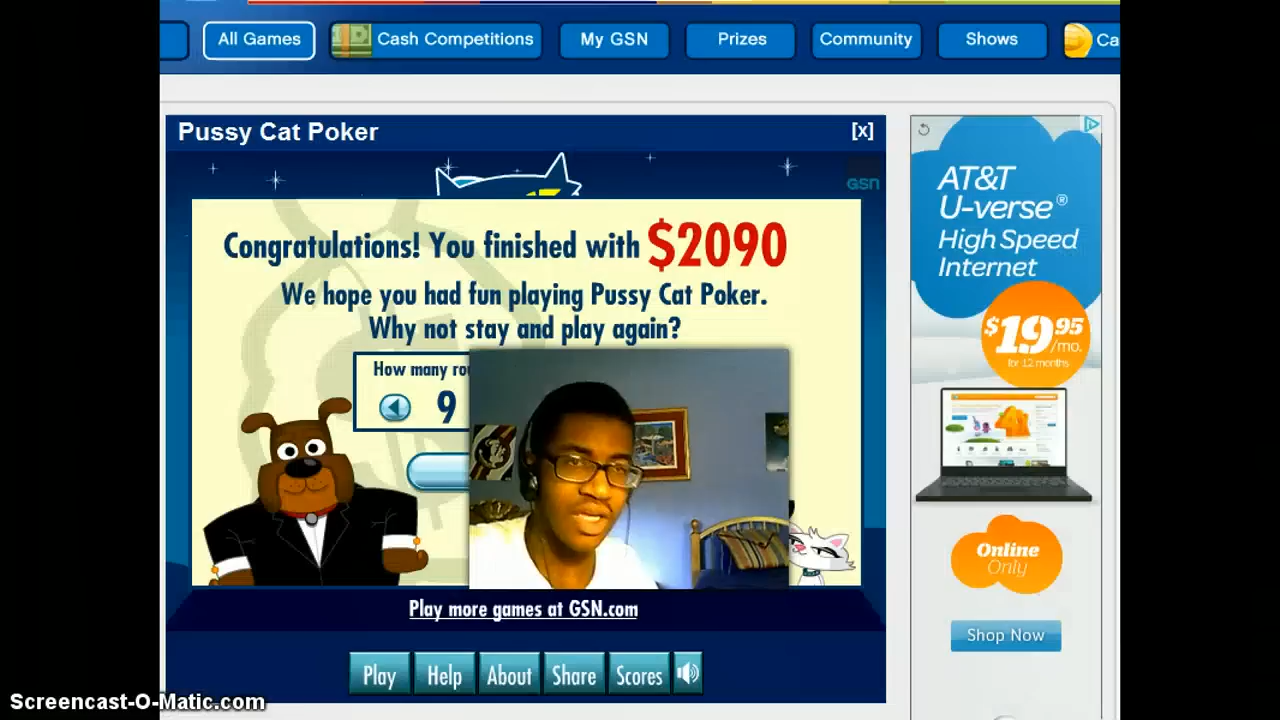 All Games
Cash Competitions
My GSN
Prizes
Community
Shows
Ca
Pussy Cat Poker
[x]
GSN
Congratulations! You finished with $2090
We hope you had fun playing Pussy Cat Poker.
Why not stay and play again?
How many rou
9
Play more games at GSN.com
Play
Help
About
Share
Scores
AT&T
U-verse®
High Speed
Internet
$19.95
/mo.
for 12 months
Online
Only
Shop Now
Screencast-O-Matic.com